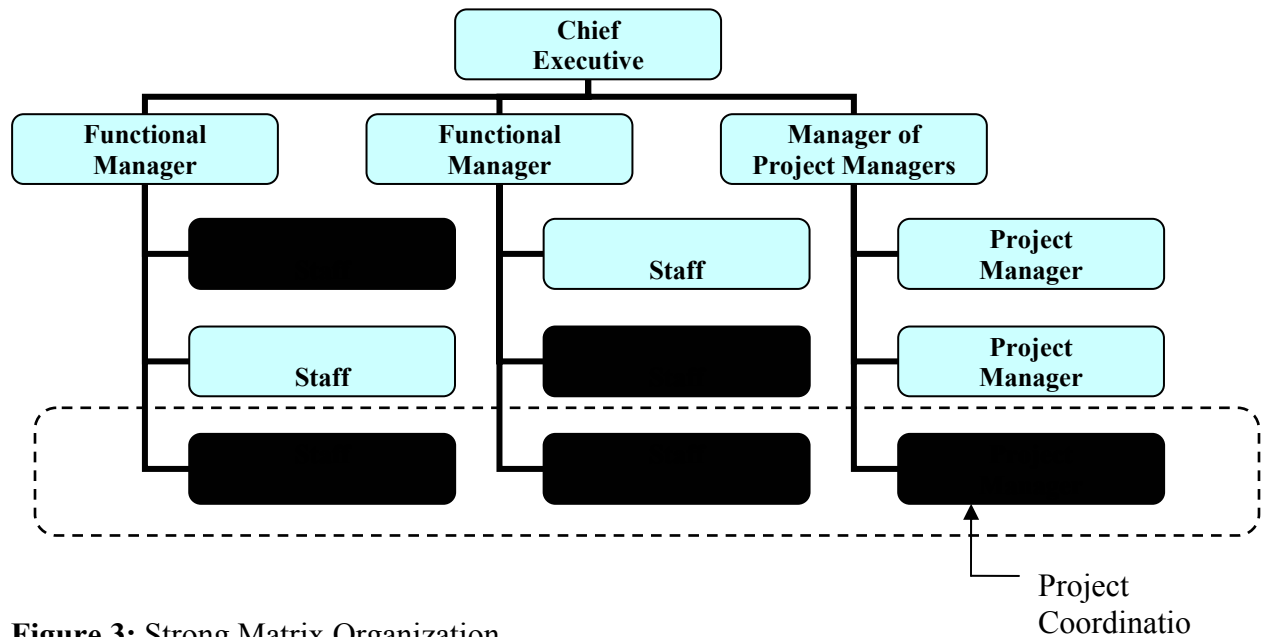 Chief
Executive
Functional
Manager
Functional
Manager
Manager of
Project Managers
Staff
Project
Manager
Staff
Project
Manager
Project
Coordinatio
Figure 3: Strong Matrix Organization